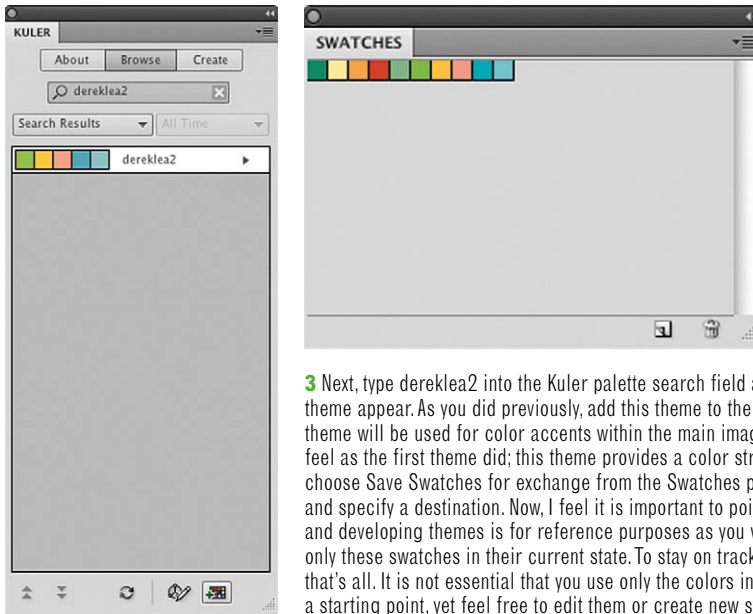 KULER
About Browse Create
dereklea2
Search Results All Time
dereklea2
SWATCHES
3 Next, type dereklea2 into the Kuler palette search field
theme appear. As you did previously, add this theme to the
theme will be used for color accents within the main
feel as the first theme did; this theme provides a color
choose Save Swatches for exchange from the Swatches
and specify a destination. Now, I feel it is important to
and developing themes is for reference purposes as you
only these swatches in their current state. To stay on track
that's all. It is not essential that you use only the colors
a starting point, yet feel free to edit them or create new